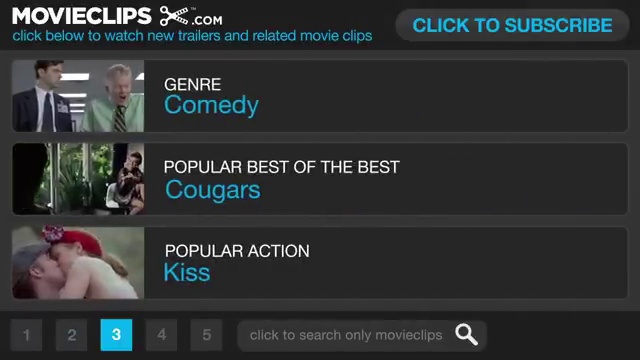 MOVIECLIPS.COM
click below to watch new trailers and related movie clips
CLICK TO SUBSCRIBE
GENRE
Comedy
POPULAR BEST OF THE BEST
Cougars
POPULAR ACTION
Kiss
1 2 3 4 5
click to search only movieclips